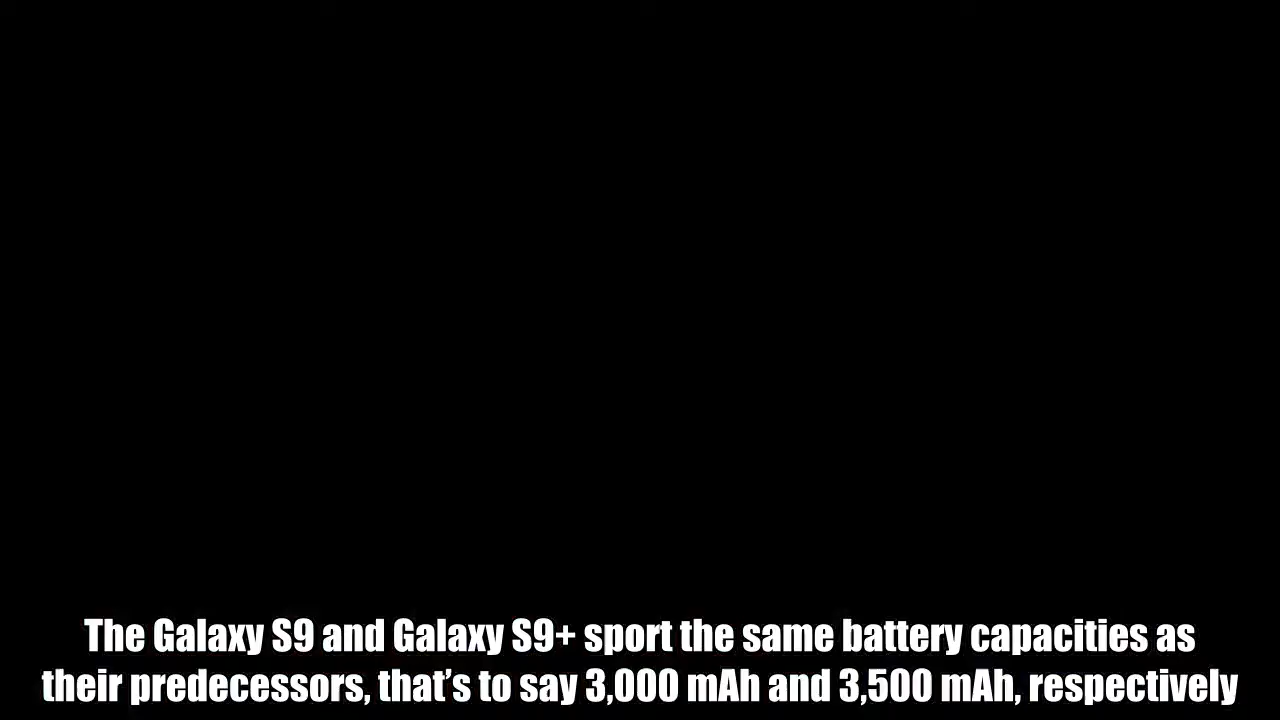 The Galaxy S9 and Galaxy S9+ sport the same battery capacities as
their predecessors, that’s to say 3,000 mAh and 3,500 mAh, respectively